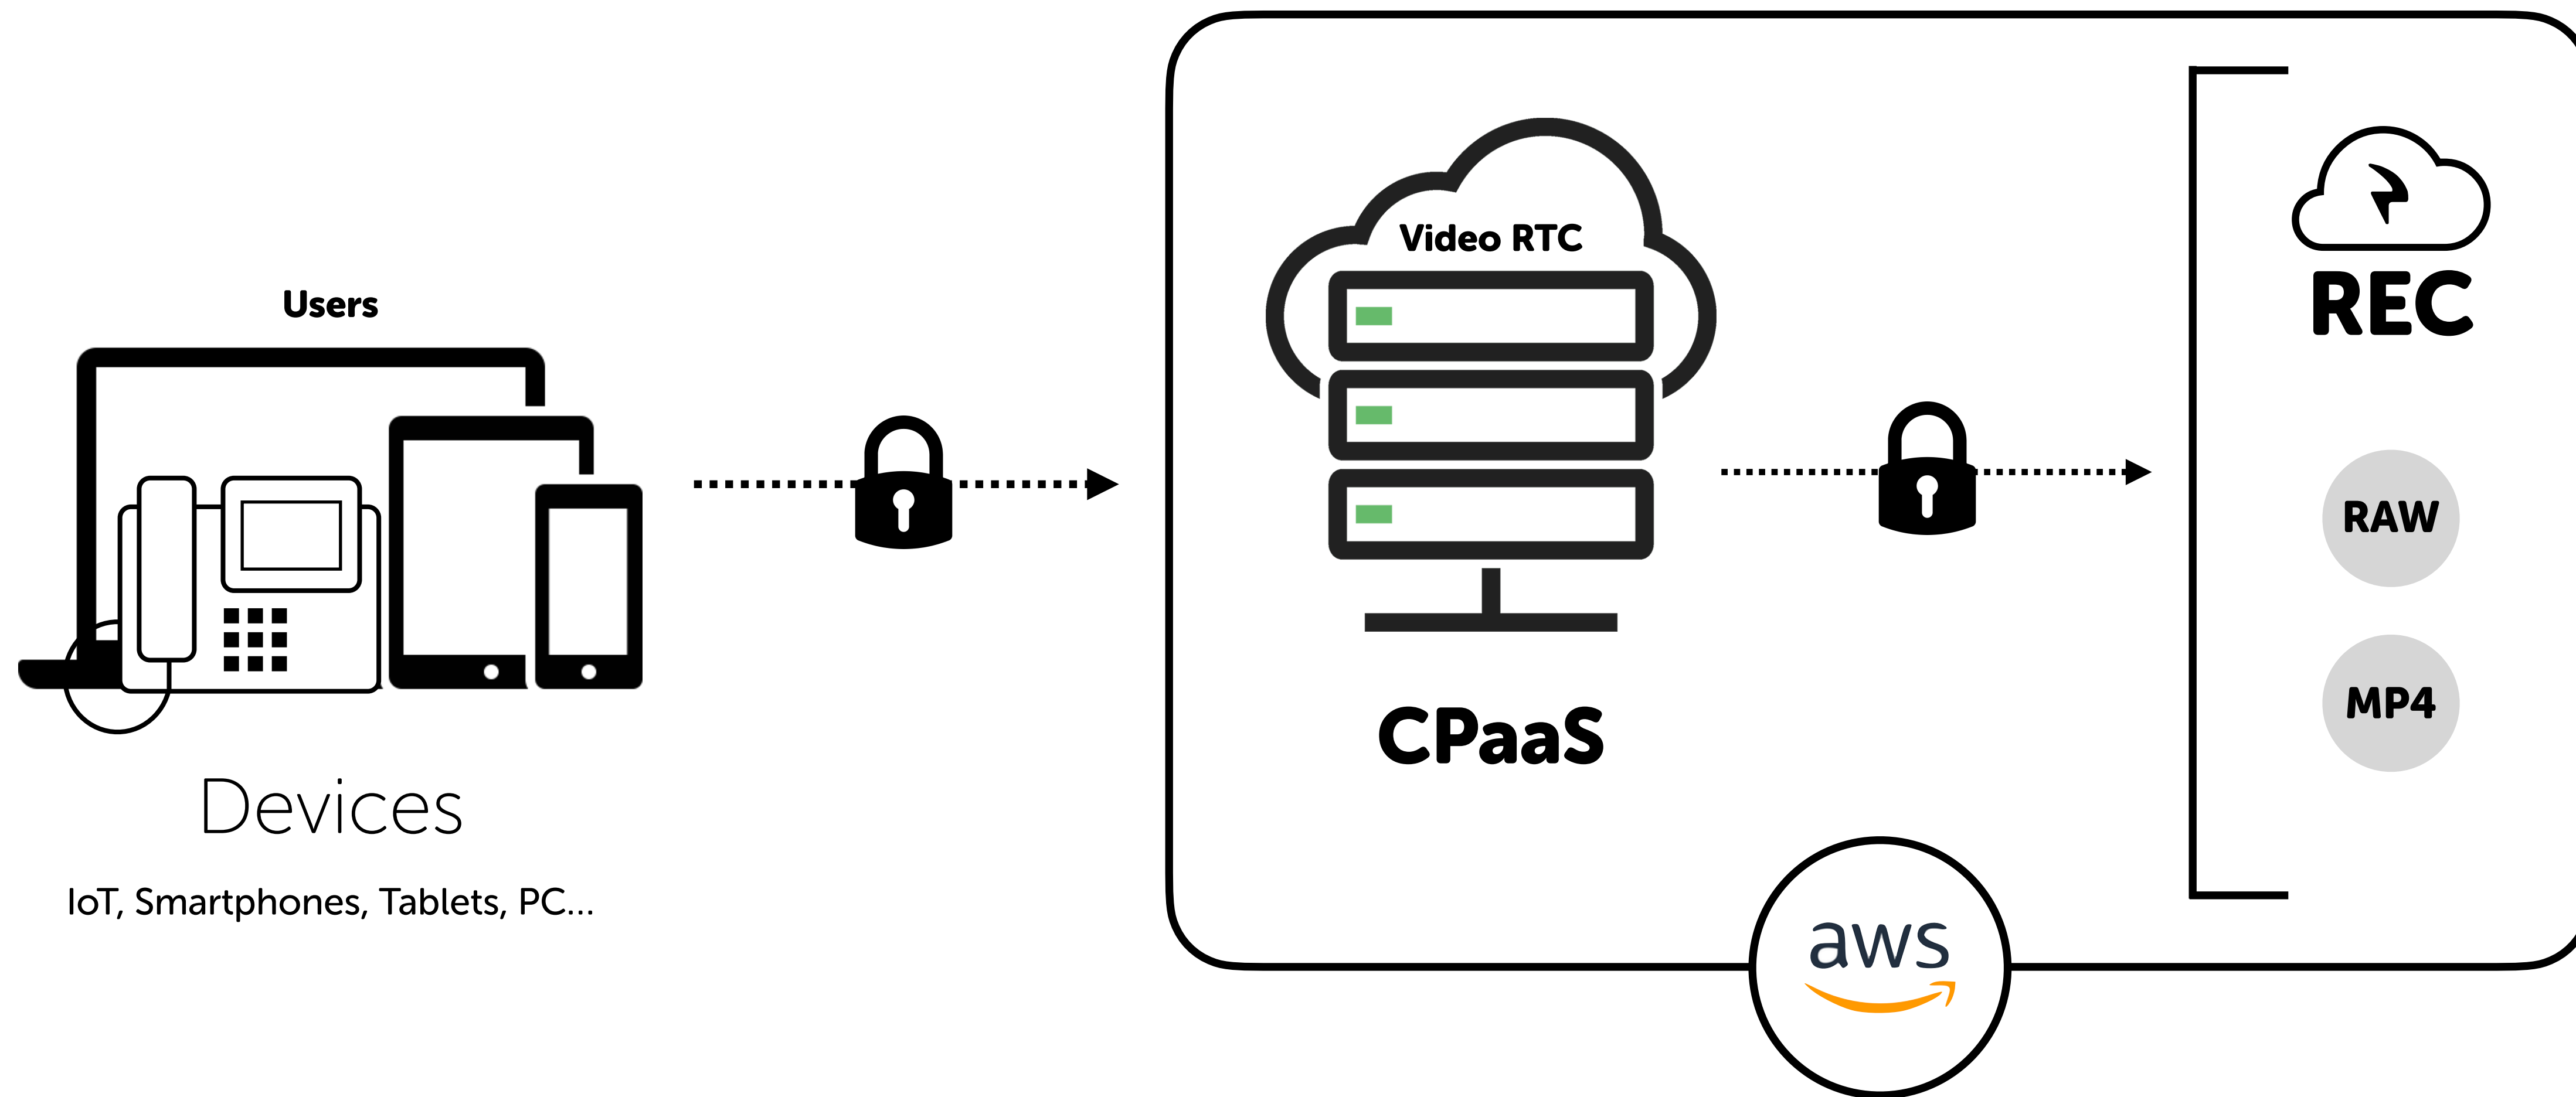 Users
Devices
IoT, Smartphones, Tablets, PC...
Video RTC
CPaaS
REC
RAW
MP4
aws